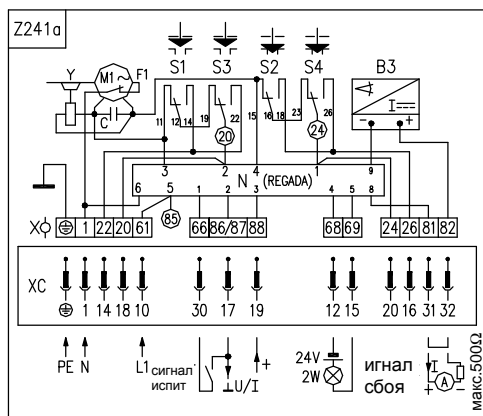 Z241a
S1 S3 S2 S4 B3
Y M1 F1
C
11 12 14 19 22 15 16 18 23 26
20 24
I
- +
3 2 4 1 9
N (REGADA)
6 5 1 2 3 4 5 8
85
XФ 1 22 20 61 66 86/87 88 68 69 24 26 81 82
XC
1 14 18 10 30 17 19 12 15 20 16 31 32
PE N L1
сигнал
испит
U/I
+
24V
2W
игнал
сбоя
I
A
- +
макс.500Ω